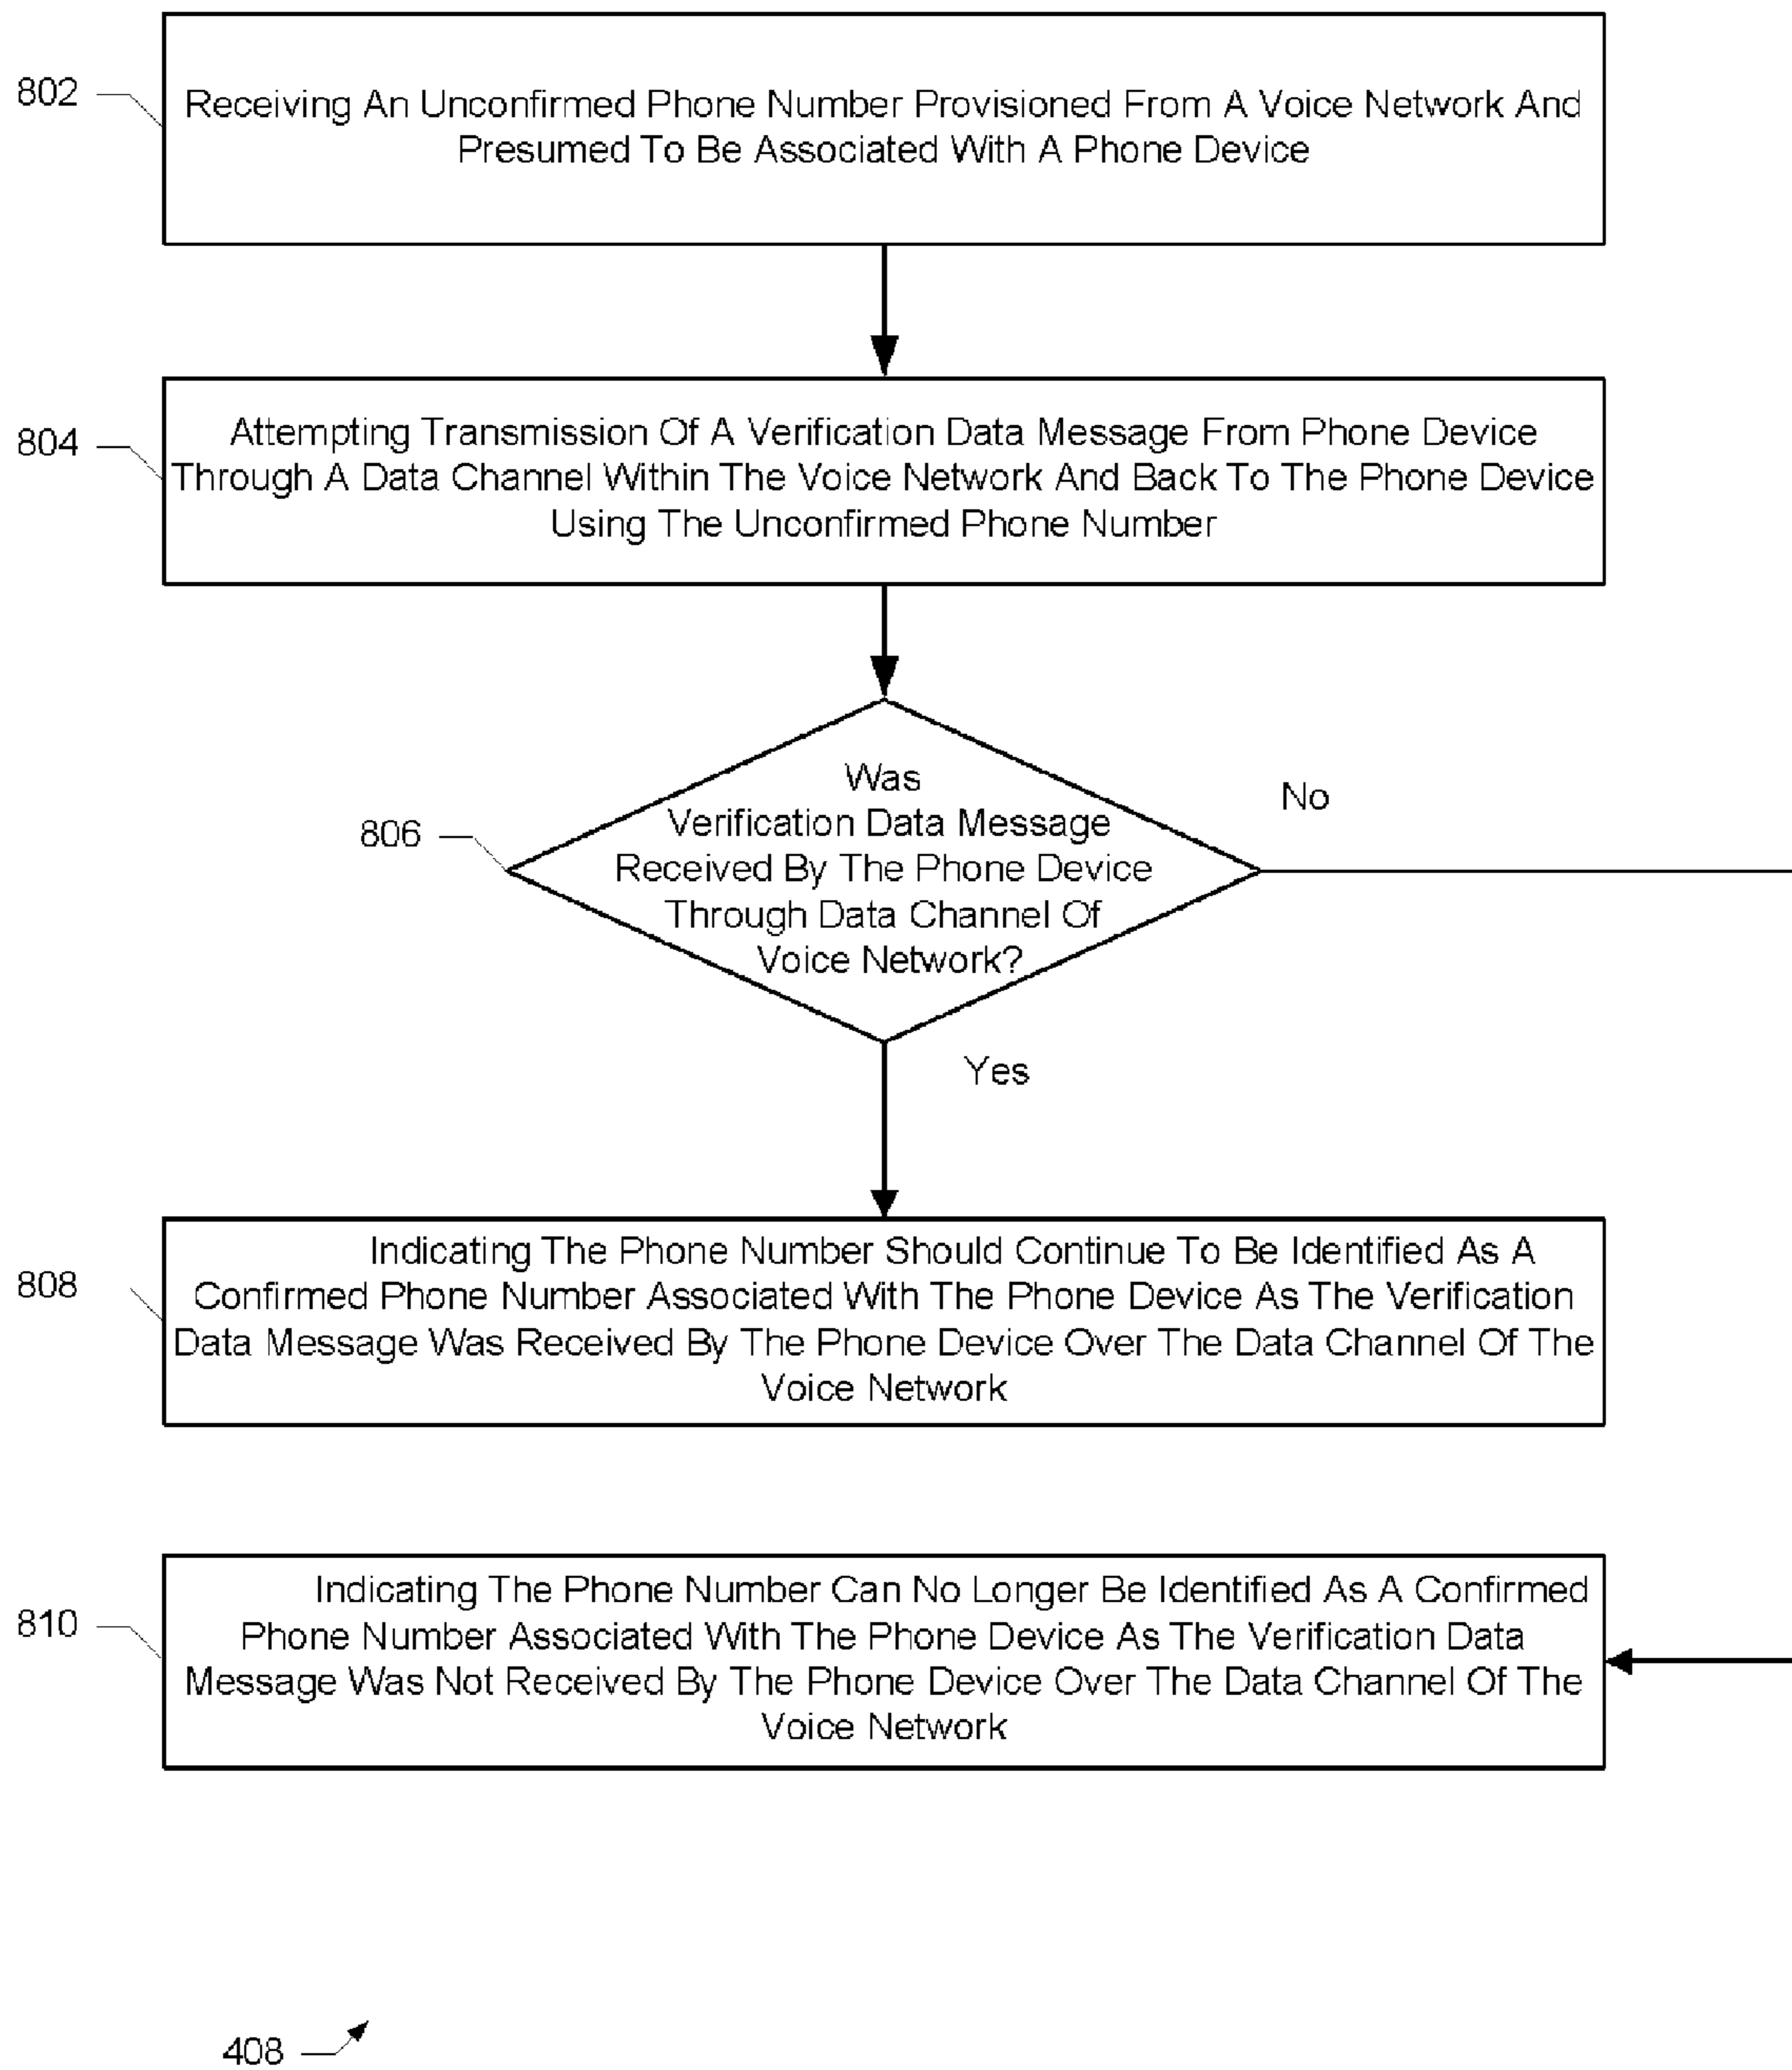 802
Receiving An Unconfirmed Phone Number Provisioned From A Voice Network And
Presumed To Be Associated With A Phone Device
804
Attempting Transmission Of A Verification Data Message From Phone Device
Through A Data Channel Within The Voice Network And Back To The Phone Device
Using The Unconfirmed Phone Number
806
Was
Verification Data Message
Received By The Phone Device
Through Data Channel Of
Voice Network?
No
Yes
808
Indicating The Phone Number Should Continue To Be Identified As A
Confirmed Phone Number Associated With The Phone Device As The Verification
Data Message Was Received By The Phone Device Over The Data Channel Of The
Voice Network
810
Indicating The Phone Number Can No Longer Be Identified As A Confirmed
Phone Number Associated With The Phone Device As The Verification Data
Message Was Not Received By The Phone Device Over The Data Channel Of The
Voice Network
408